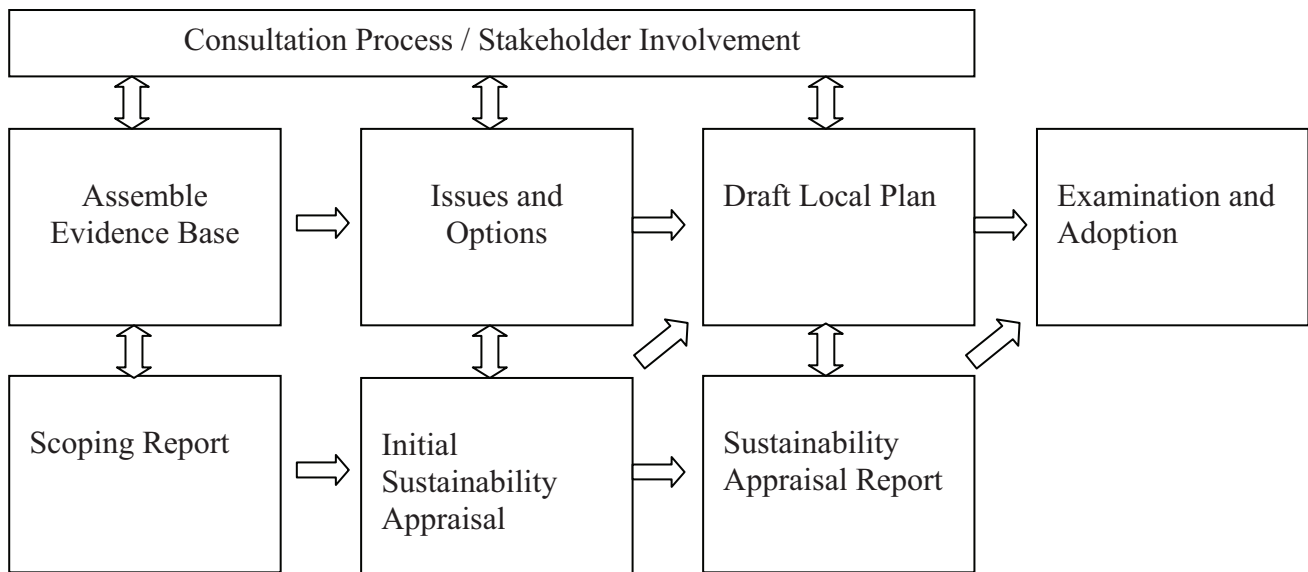 Consultation Process / Stakeholder Involvement
Assemble
Evidence Base
Issues and
Options
Draft Local Plan
Examination and
Adoption
Scoping Report
Initial
Sustainability
Appraisal
Sustainability
Appraisal Report